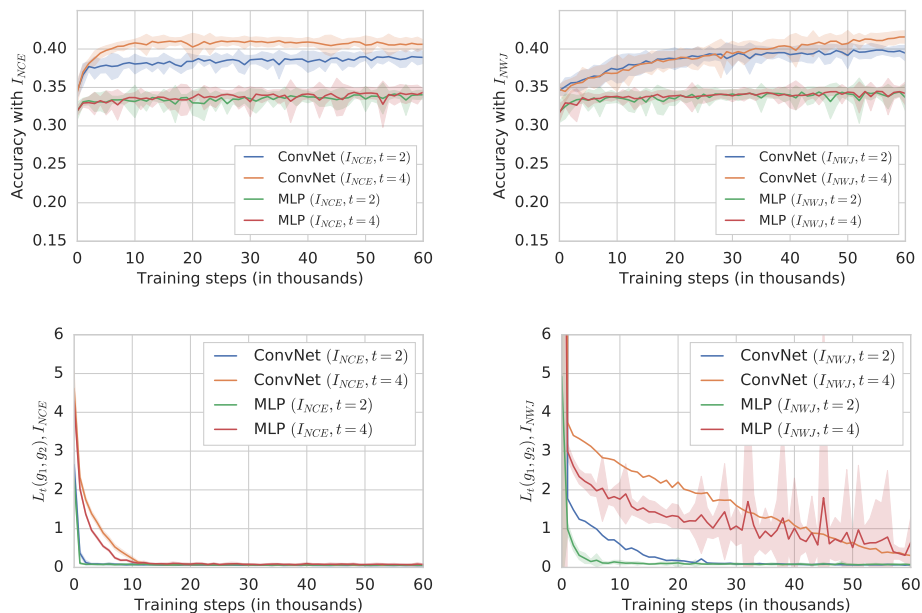 Accuracy with I_NCE
0.40
0.35
0.30
0.25
0.20
0.15
ConvNet (I_NCE, t=2)
ConvNet (I_NCE, t=4)
MLP (I_NCE, t=2)
MLP (I_NCE, t=4)
0 10 20 30 40 50 60
Training steps (in thousands)
Accuracy with I_NWJ
0.40
0.35
0.30
0.25
0.20
0.15
ConvNet (I_NWJ, t=2)
ConvNet (I_NWJ, t=4)
MLP (I_NWJ, t=2)
MLP (I_NWJ, t=4)
0 10 20 30 40 50 60
Training steps (in thousands)
L_t(g_1, g_2), I_NCE
6
5
4
3
2
1
0
ConvNet (I_NCE, t=2)
ConvNet (I_NCE, t=4)
MLP (I_NCE, t=2)
MLP (I_NCE, t=4)
0 10 20 30 40 50 60
Training steps (in thousands)
L_t(g_1, g_2), I_NWJ
6
5
4
3
2
1
0
ConvNet (I_NWJ, t=2)
ConvNet (I_NWJ, t=4)
MLP (I_NWJ, t=2)
MLP (I_NWJ, t=4)
0 10 20 30 40 50 60
Training steps (in thousands)